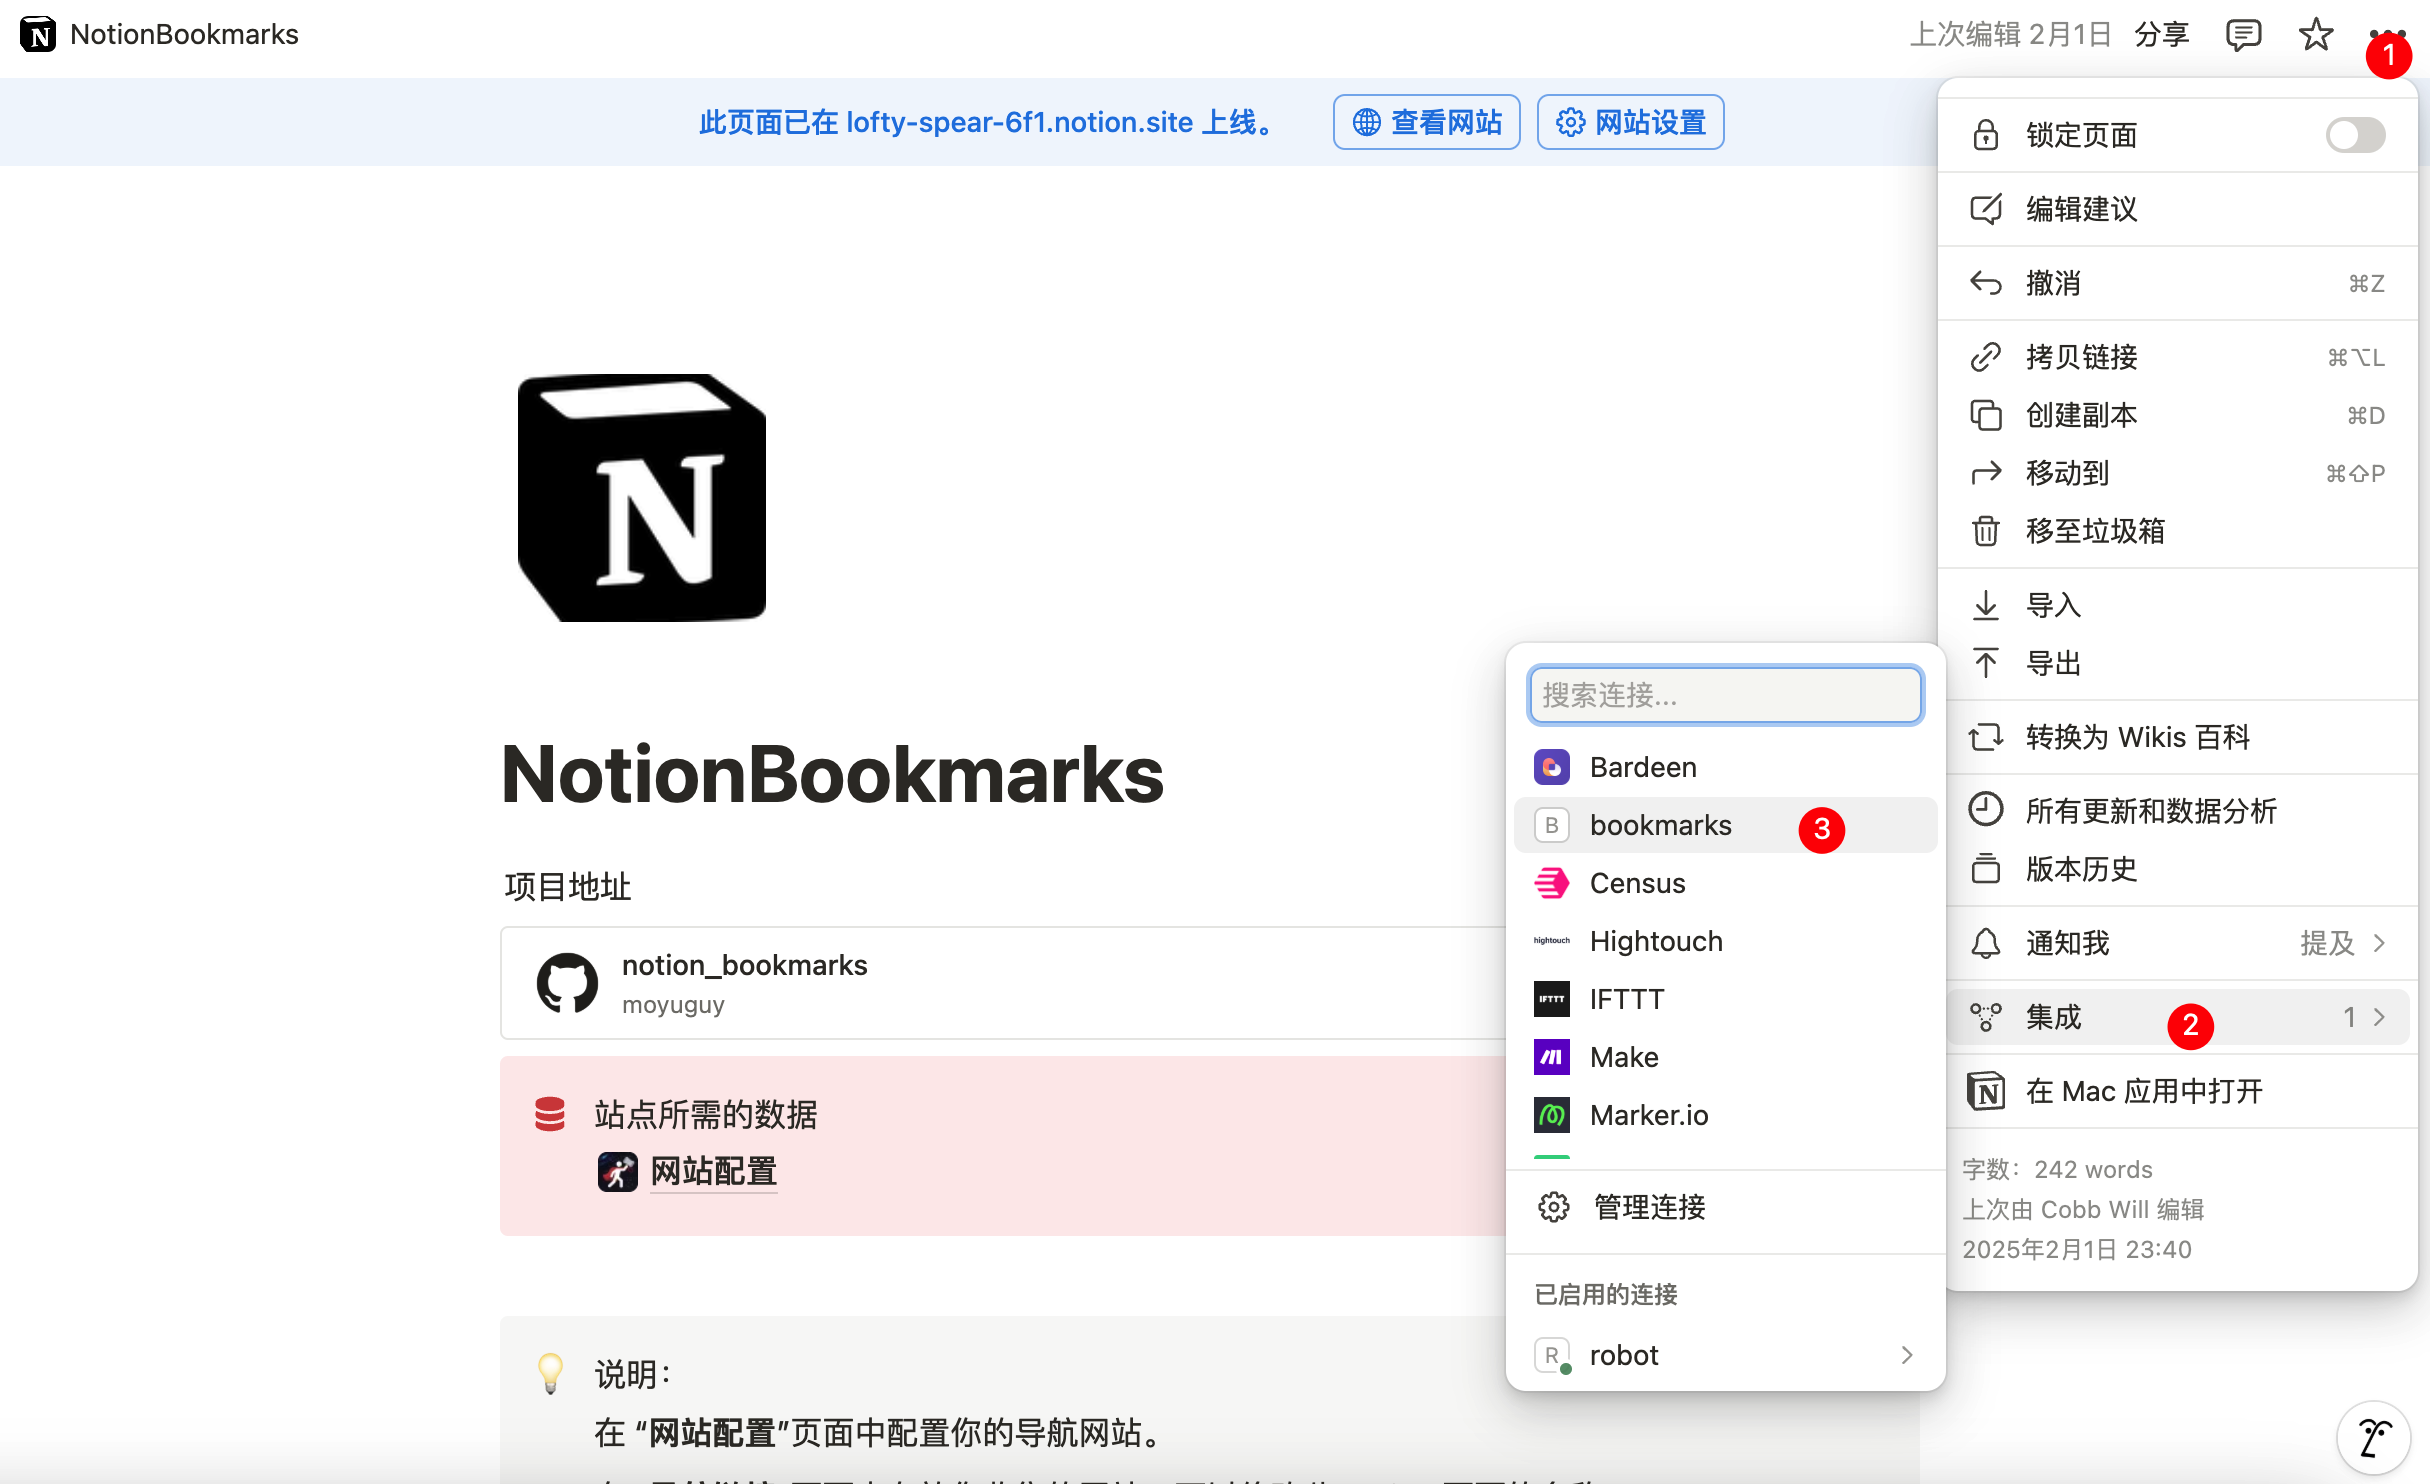 NotionBookmarks
上次编辑 2月1日 分享
1
此页面已在 lofty-spear-6f1.notion.site 上线。
查看网站
网站设置
N
NotionBookmarks
项目地址
notion_bookmarks
moyuguy
站点所需的数据
网站配置
说明：
在 “网站配置”页面中配置你的导航网站。
搜索连接...
Bardeen
B bookmarks 3
Census
hightouch Hightouch
IFTTT IFTTT
Make
Marker.io
管理连接
已启用的连接
R robot
锁定页面
编辑建议
撤消 ⌘Z
拷贝链接 ⌘⌥L
创建副本 ⌘D
移动到 ⌘⇧P
移至垃圾箱
导入
导出
转换为 Wikis 百科
所有更新和数据分析
版本历史
通知我 提及
集成 2 1
在 Mac 应用中打开
字数：242 words
上次由 Cobb Will 编辑
2025年2月1日 23:40